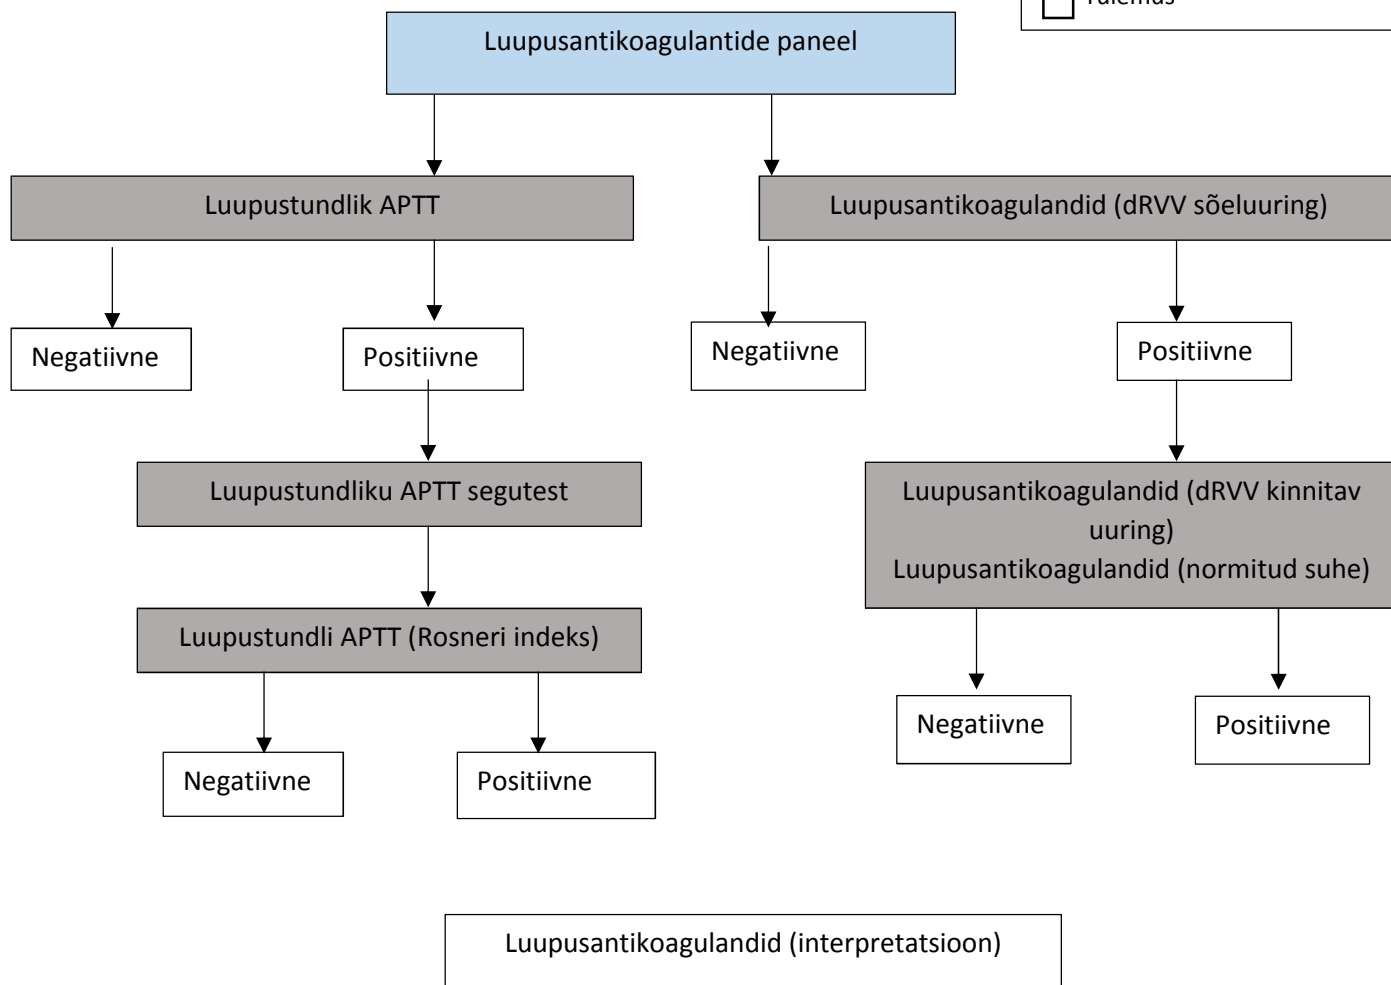 Tulemus
Luupusantikoagulantide paneel
Luupustundlik APTT
Luupusantikoagulandid (dRVV sõeluuring)
Negatiivne
Positiivne
Negatiivne
Positiivne
Luupustundliku APTT segutest
Luupusantikoagulandid (dRVV kinnitav
uuring)
Luupusantikoagulandid (normitud suhe)
Luupustundli APTT (Rosneri indeks)
Negatiivne
Positiivne
Negatiivne
Positiivne
Luupusantikoagulandid (interpretatsioon)